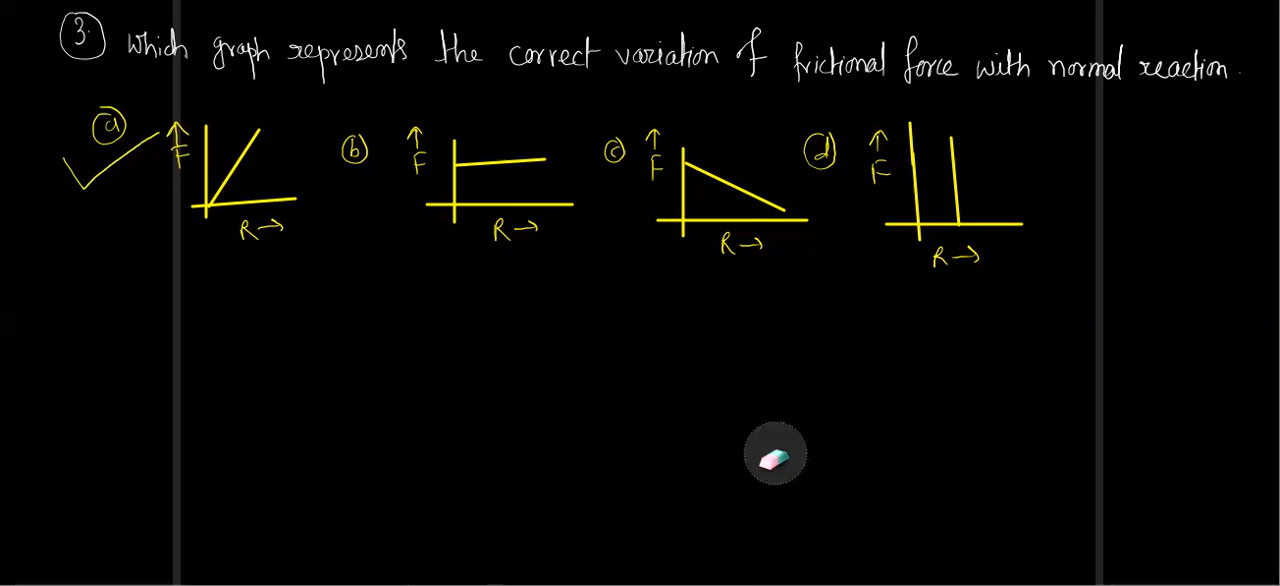 ③ Which graph represents the correct variation of frictional force with normal reaction.
ⓐ ↑ F R→
ⓑ ↑ F R→
ⓒ ↑ F R→
ⓓ ↑ F R→